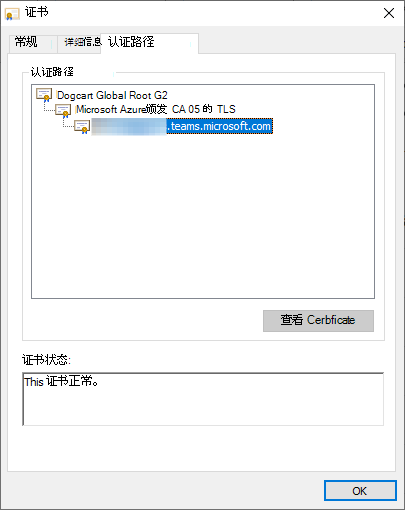 证书
常规
详细信息
认证路径
认证路径
Dogcart Global Root G2
Microsoft Azure颁发 CA 05 的 TLS
.teams.microsoft.com
查看 Cerbficate
证书状态:
This 证书正常。
OK